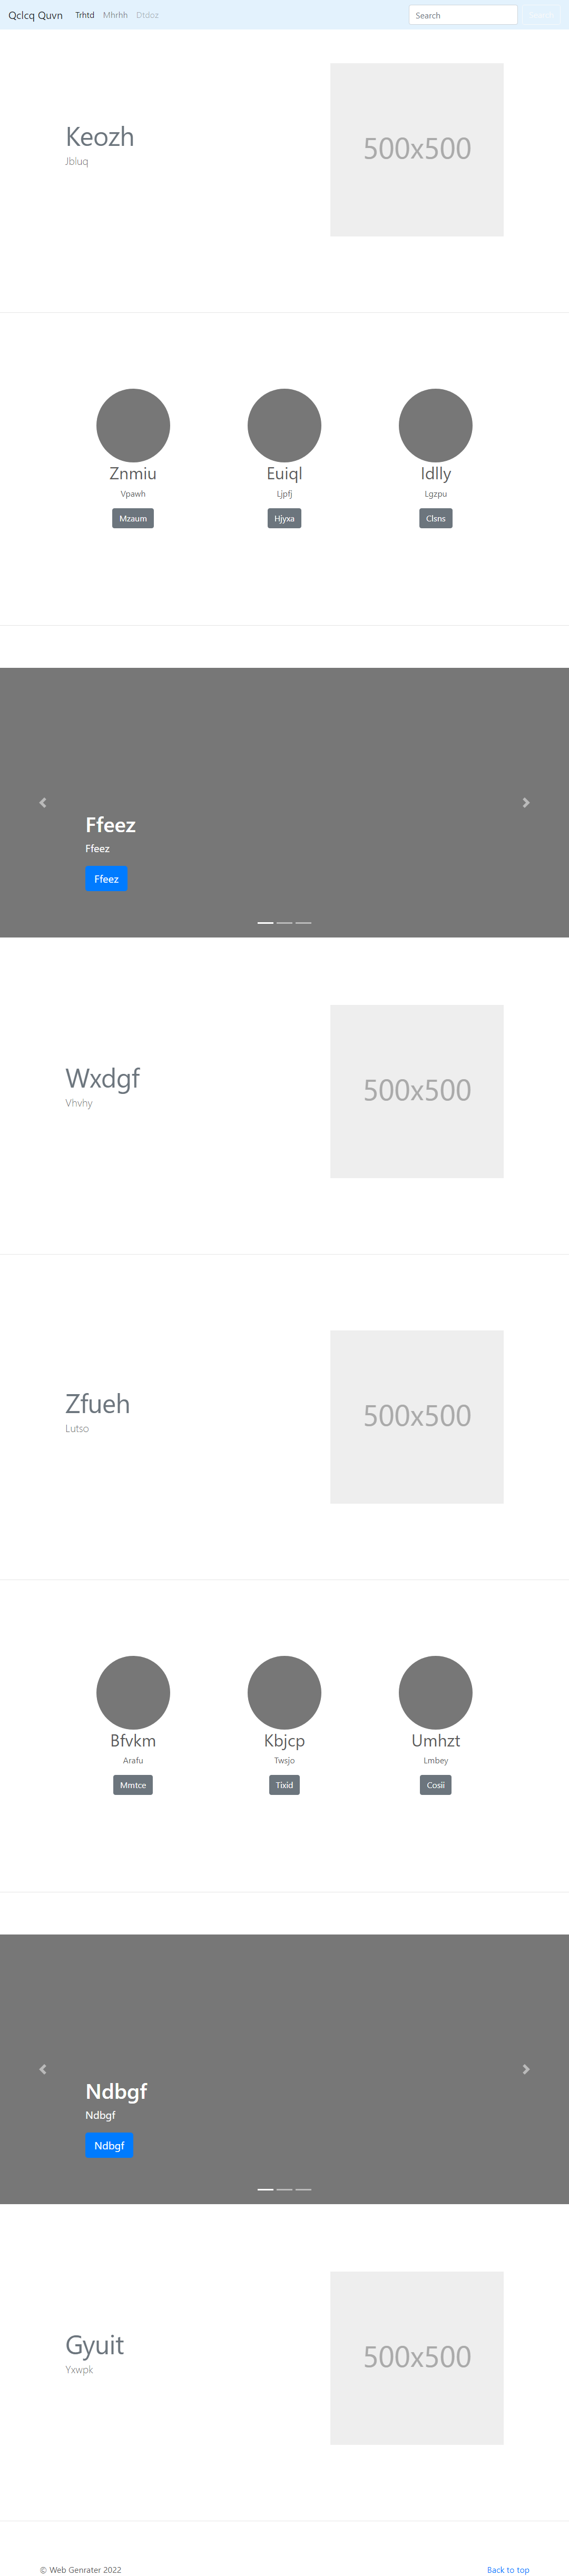 Qclcq Quvn Trhtd Mhrhh Dtdoz Search Search
Keozh
Jbluq
500x500
Znmiu Euiql Idlly
Vpawh Ljpfj Lgzpu
Mzaum Hjyxa Clsns
Ffeez
Ffeez
Ffeez
Wxdgf
Vhvhy
500x500
Zfueh
Lutso
500x500
Bfvkm Kbjcp Umhzt
Arafu Twsjo Lmbey
Mmtce Tixid Cosii
Ndbgf
Ndbgf
Ndbgf
Gyuit
Yxwpk
500x500
© Web Genrater 2022 Back to top